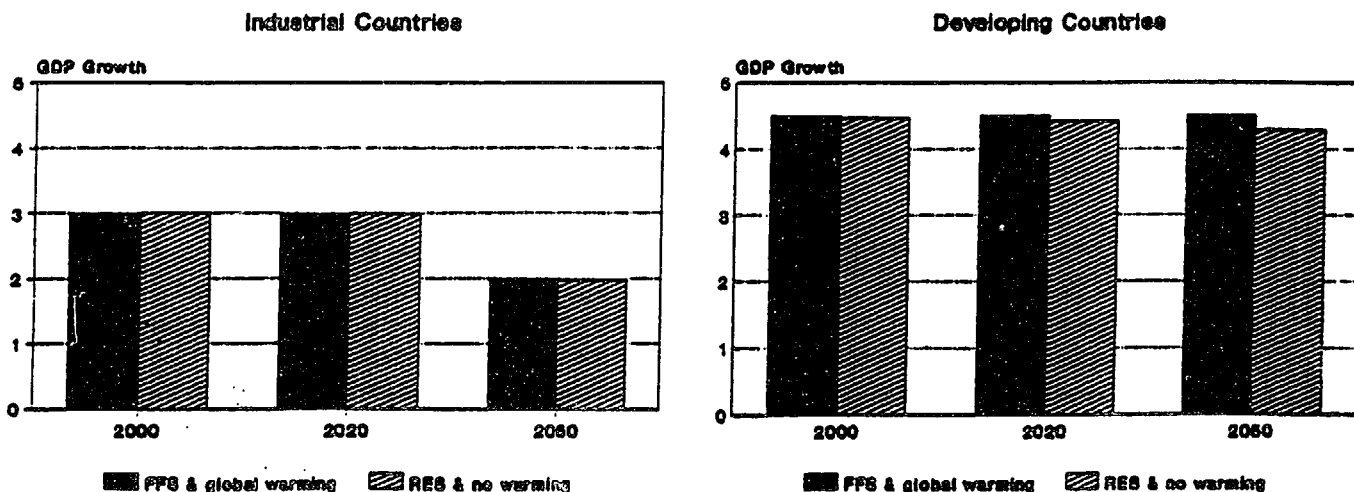 Industrial Countries
GDP Growth
5
4
3
2
1
0
2000
2020
2050
FFS & global warming
RES & no warming
Developing Countries
GDP Growth
5
4
3
2
1
0
2000
2020
2050
FFS & global warming
RES & no warming